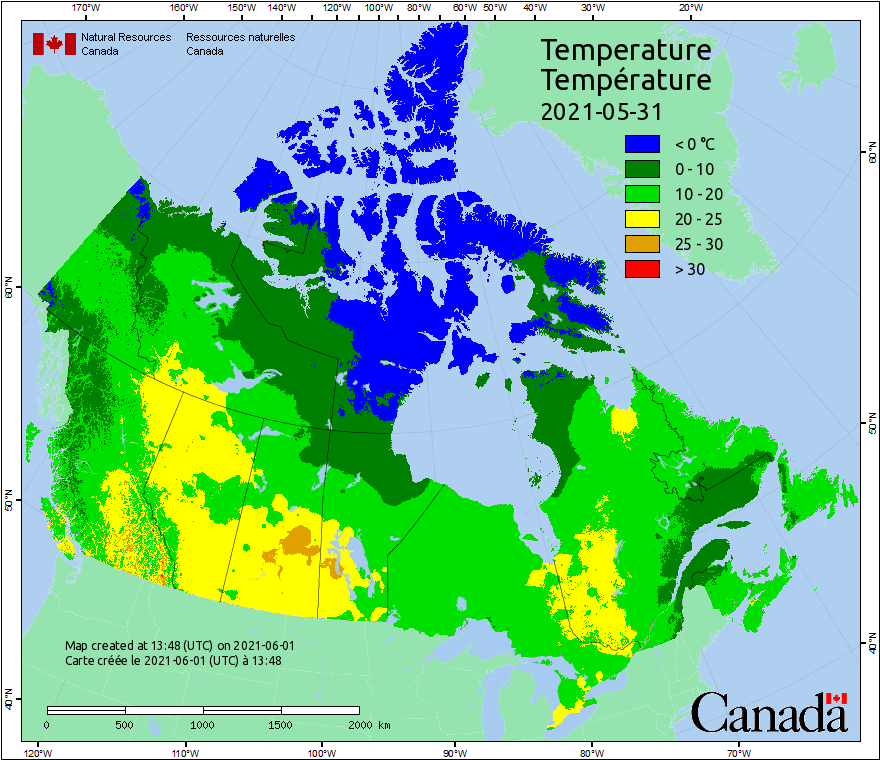 170°W 160°W 150°W 140°W 120°W 100°W 80°W 60°W 50°W 40°W 30°W 20°W
Natural Resources Ressources naturelles
Canada Canada
Temperature
Température
2021-05-31
< 0 °C
0 - 10
10 - 20
20 - 25
25 - 30
> 30
60°N
60°N
50°N
50°N
40°N
40°N
Map created at 13:48 (UTC) on 2021-06-01
Carte créée le 2021-06-01 (UTC) à 13:48
0 500 1000 1500 2000 km
Canada
120°W 110°W 100°W 90°W 80°W 70°W